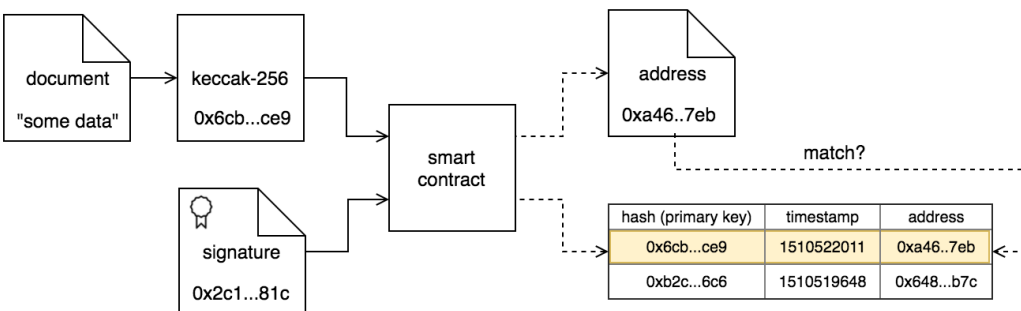 document
"some data"
keccak-256
0x6cb...ce9
signature
0x2c1...81c
smart
contract
address
0xa46..7eb
match?
hash (primary key) timestamp address
0x6cb...ce9 1510522011 0xa46..7eb
0xb2c...6c6 1510519648 0x648...b7c